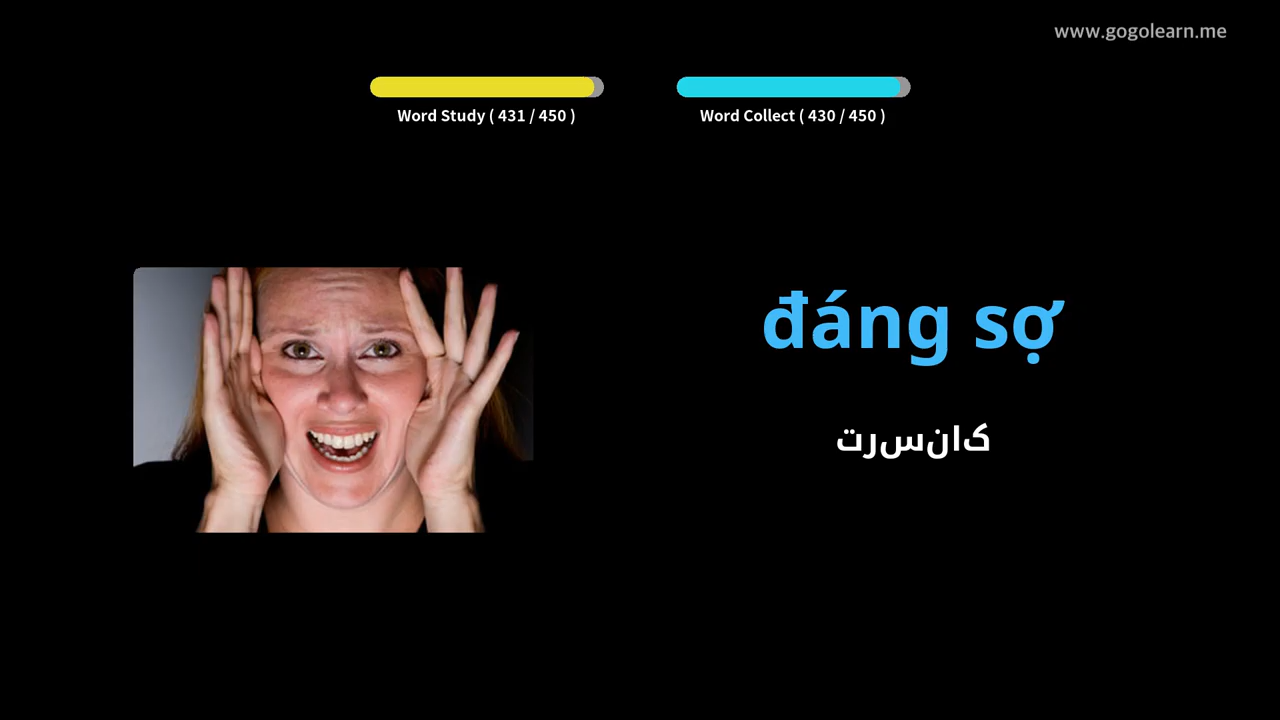 www.gogolearn.me
Word Study ( 431 / 450 )
Word Collect ( 430 / 450 )
đáng sợ
کانسرت